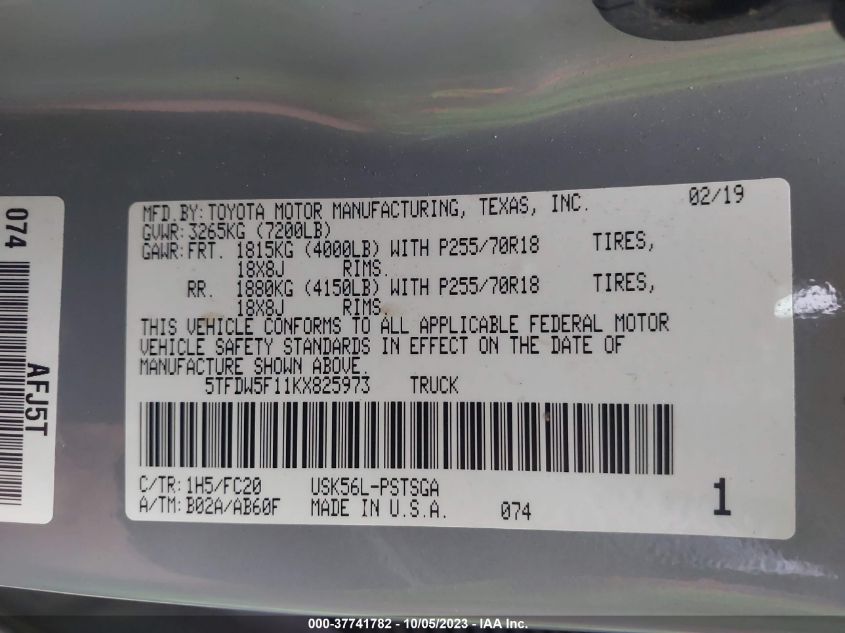 MFD.BY: TOYOTA MOTOR MANUFACTURING, TEXAS, INC. 02/19
GVWR: 3265KG (7200LB)
GAWR: FRT. 1815KG (4000LB) WITH P255/70R18 TIRES,
18X8J RIMS.
RR. 1880KG (4150LB) WITH P255/70R18 TIRES,
18X8J RIMS.
THIS VEHICLE CONFORMS TO ALL APPLICABLE FEDERAL MOTOR
VEHICLE SAFETY STANDARDS IN EFFECT ON THE DATE OF
MANUFACTURE SHOWN ABOVE.
5TFDW5F11KX825973 TRUCK
C/TR: 1H5/FC20 USK56L-PSTSGA
A/TM: B02A/AB60F MADE IN U.S.A. 074 1
074
AFJ5T
000-37741782 - 10/05/2023 - IAA Inc.